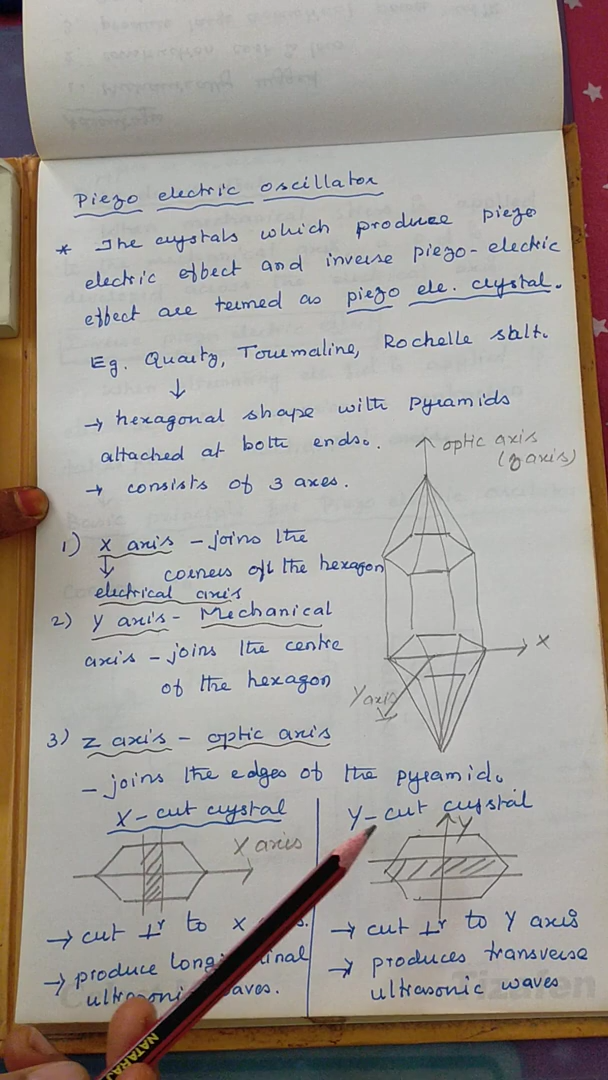 Piezo electric oscillator
* The crystals which produce piezo
electric effect and inverse piezo-electric
effect are termed as piezo ele. crystal.
Eg. Quartz, Tourmaline, Rochelle salt.
→ hexagonal shape with pyramids
attached at both ends.
→ consists of 3 axes.
optic axis
(z axis)
1) X axis - joins the
corners of the hexagon
electrical axis
2) Y axis - Mechanical
axis - joins the centre
of the hexagon
X
Y axis
3) Z axis - optic axis
- joins the edges of the pyramid.
X-cut crystal
X axis
→ cut ⊥r to X
→ produce longitudinal
ultrasonic waves.
Y-cut crystal
Y
→ cut ⊥r to Y axis
→ produces transverse
ultrasonic waves
NATARAJ
Tizafen